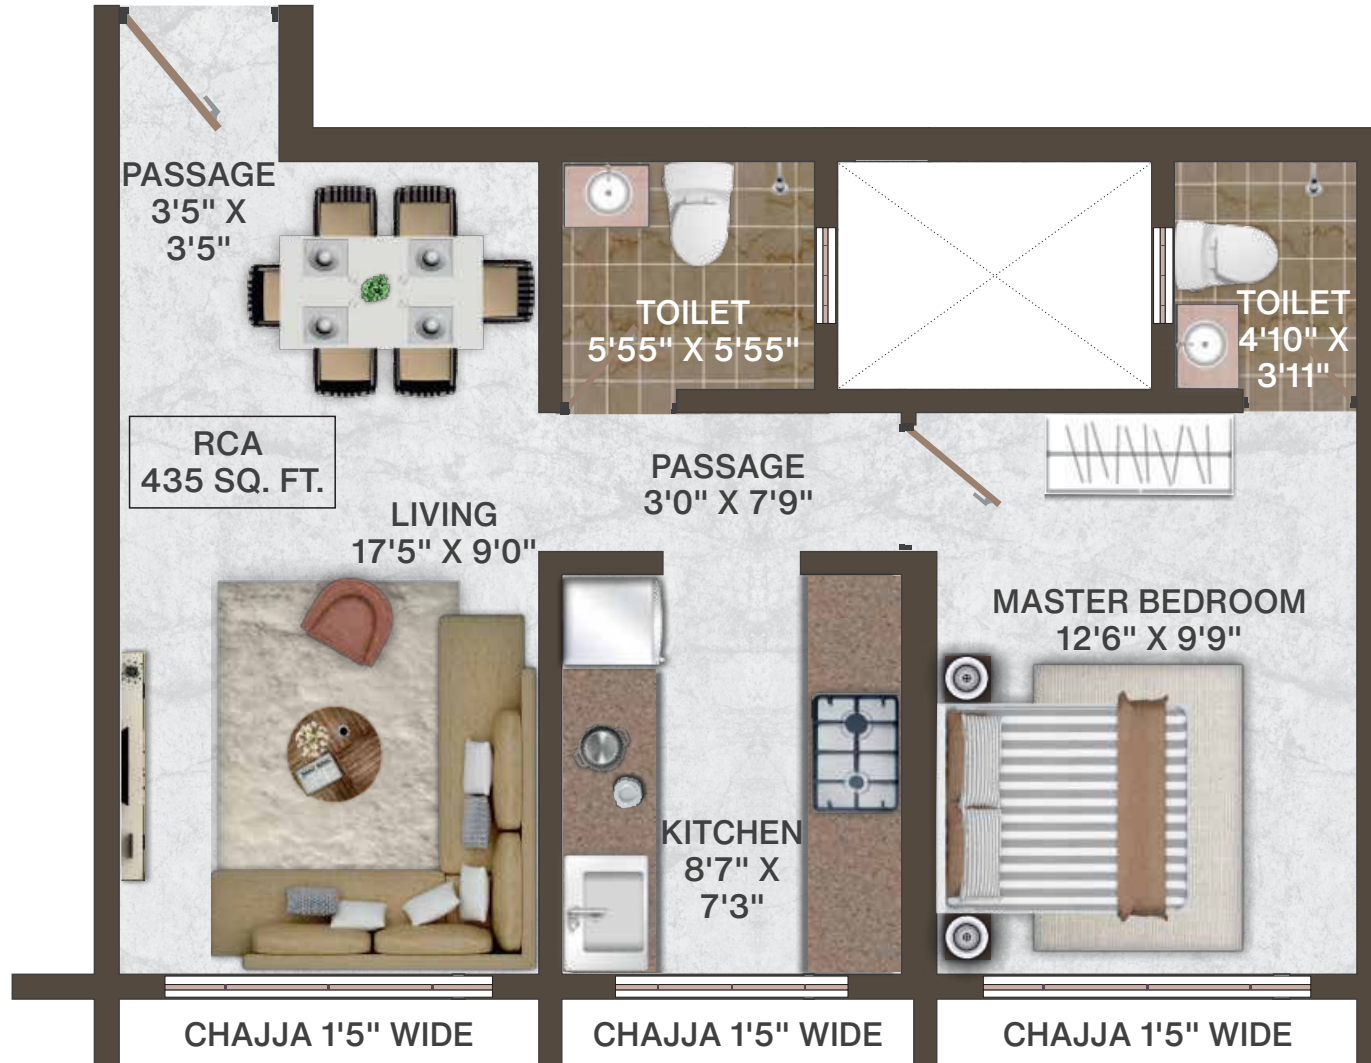 PASSAGE
3'5" X
3'5"
TOILET
5'55" X 5'55"
TOILET
4'10" X
3'11"
RCA
435 SQ. FT.
PASSAGE
3'0" X 7'9"
LIVING
17'5" X 9'0"
MASTER BEDROOM
12'6" X 9'9"
KITCHEN
8'7" X
7'3"
CHAJJA 1'5" WIDE
CHAJJA 1'5" WIDE
CHAJJA 1'5" WIDE